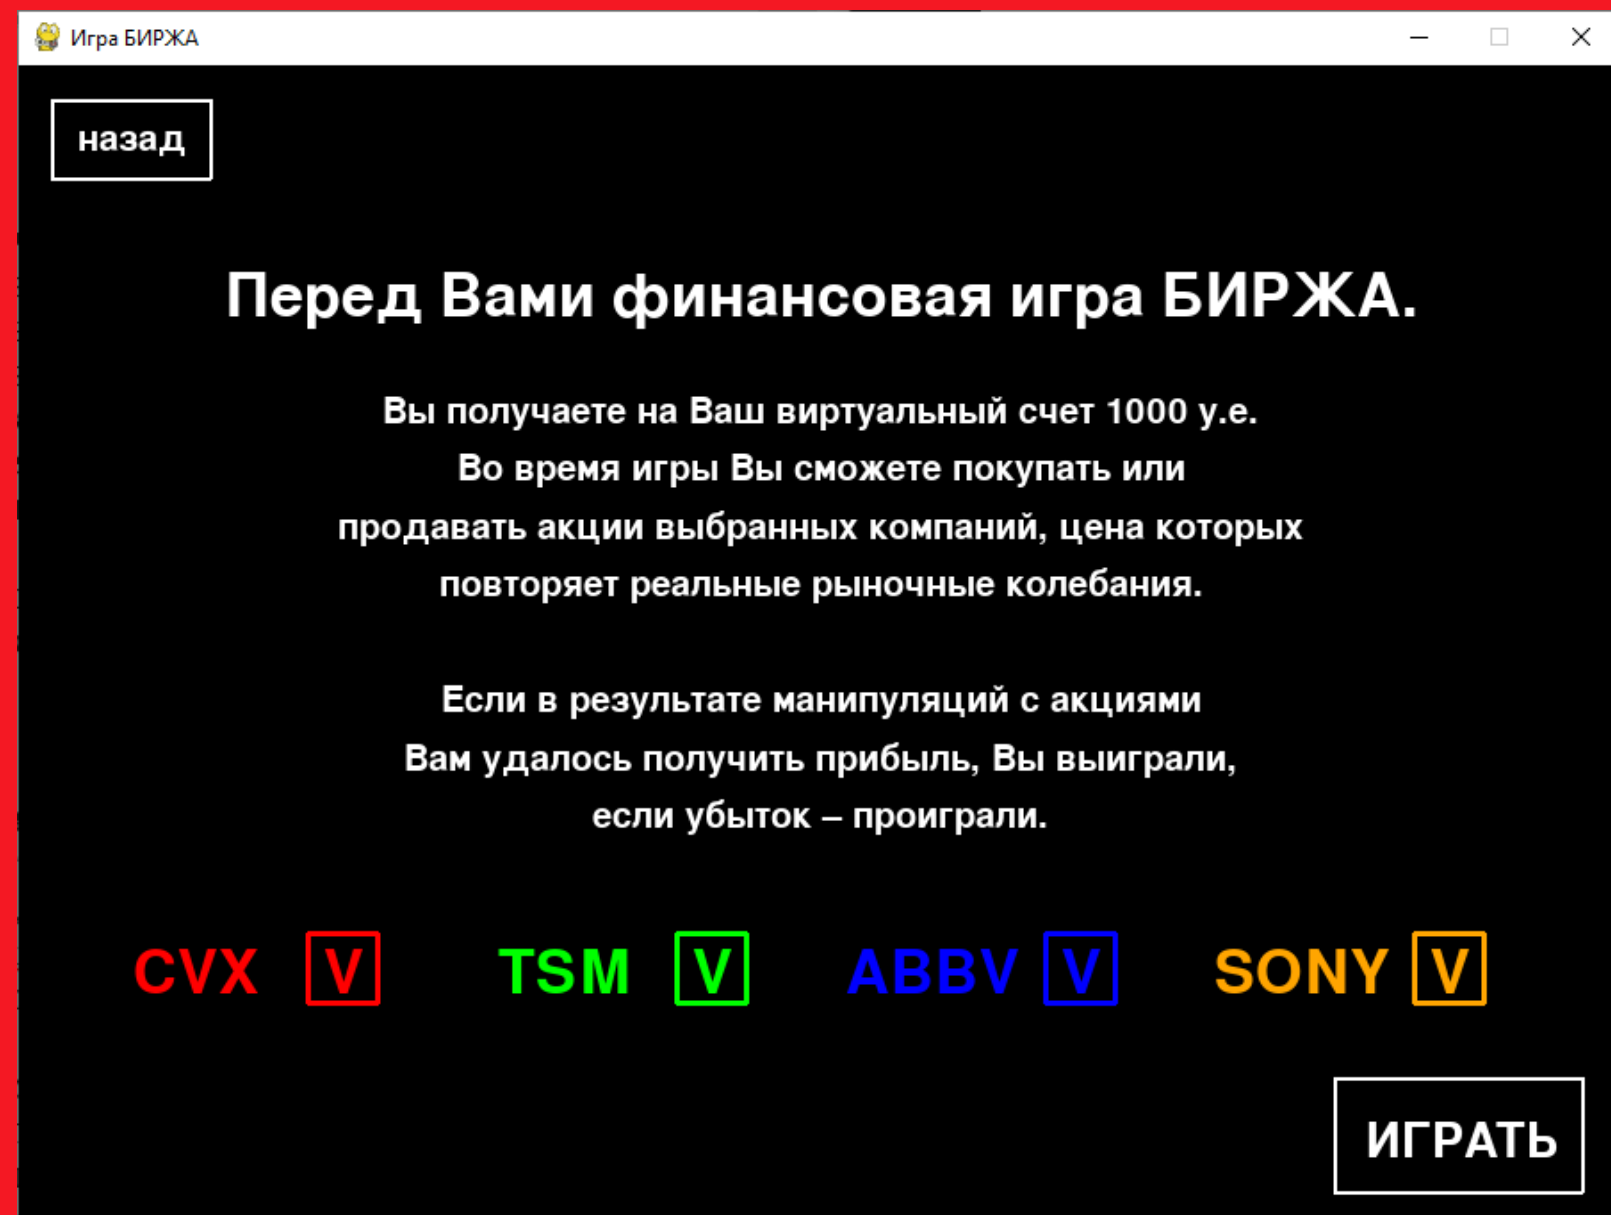 Игра БИРЖА
назад
Перед Вами финансовая игра БИРЖА.
Вы получаете на Ваш виртуальный счет 1000 у.е.
Во время игры Вы сможете покупать или
продавать акции выбранных компаний, цена которых
повторяет реальные рыночные колебания.
Если в результате манипуляций с акциями
Вам удалось получить прибыль, Вы выиграли,
если убыток – проиграли.
CVX V TSM V ABBV V SONY V
ИГРАТЬ